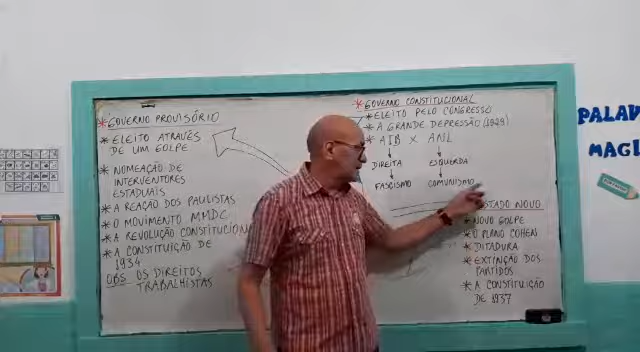 * GOVERNO PROVISÓRIO
* ELEITO ATRAVÉS
DE UM GOLPE
* NOMEAÇÃO DE
INTERVENTORES
ESTADUAIS
* A REAÇÃO DOS PAULISTAS
* O MOVIMENTO MMDC
* A REVOLUÇÃO CONSTITUCION
* A CONSTITUIÇÃO DE
1934
OBS OS DIREITOS
TRABALHISTAS
* GOVERNO CONSTITUCIONAL
* ELEITO PELO CONGRESSO
* A GRANDE DEPRESSÃO (1929)
* AIB X ANL
DIREITA ESQUERDA
FASCISMO COMUNISMO
ESTADO NOVO
* NOVO GOLPE
* O PLANO COHEN
* DITADURA
* EXTINÇÃO DOS
PARTIDOS
* A CONSTITUIÇÃO
DE 1937
PALAV
MAGI